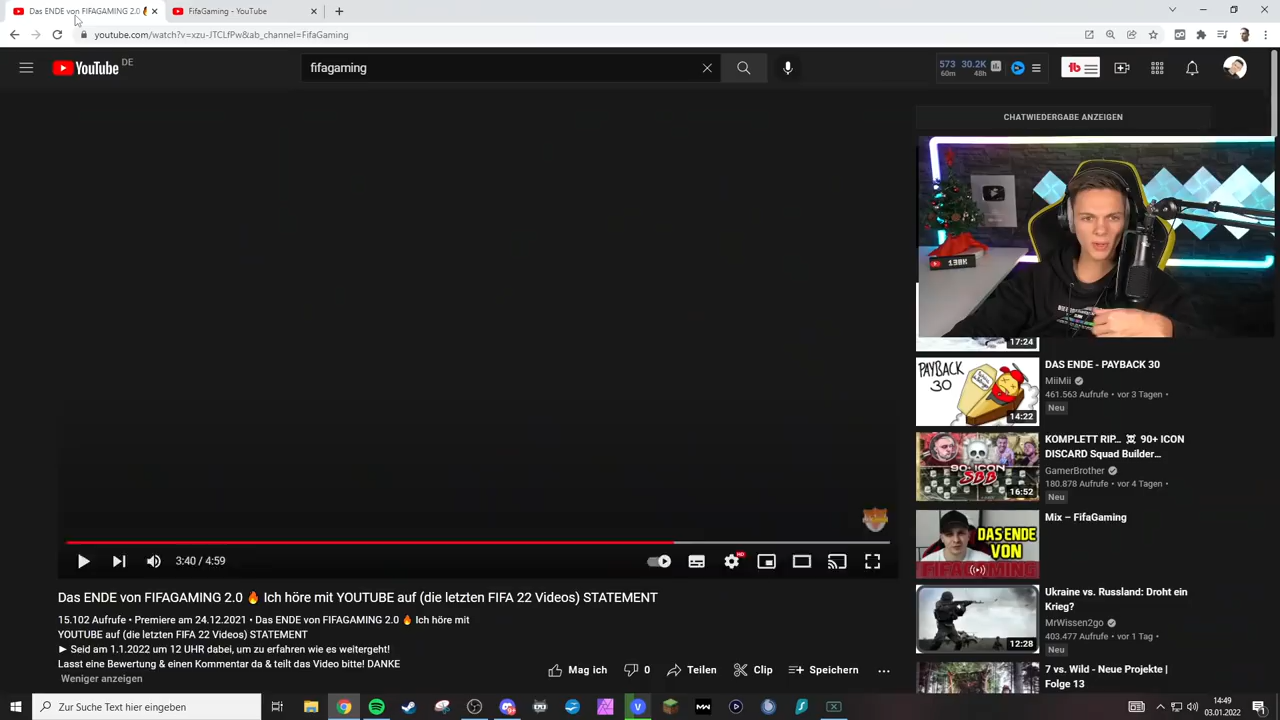 Das ENDE von FIFAGAMING 2.0
FifaGaming - YouTube
youtube.com/watch?v=xzu-JTCLfPw&ab_channel=FifaGaming
YouTube
DE
fifagaming
573
60m
30.2K
48h
CHATWIEDERGABE ANZEIGEN
138K
17:24
PAYBACK
30
14:22
DAS ENDE - PAYBACK 30
MiiMii
461.563 Aufrufe • vor 3 Tagen •
Neu
90+ ICON
SBB
16:52
KOMPLETT RIP... ☠️ 90+ ICON
DISCARD Squad Builder...
GamerBrother
180.878 Aufrufe • vor 4 Tagen •
Neu
DAS ENDE
VON
FIFAGAMING
Mix – FifaGaming
12:28
Ukraine vs. Russland: Droht ein
Krieg?
MrWissen2go
403.477 Aufrufe • vor 1 Tag •
Neu
7 vs. Wild - Neue Projekte |
Folge 13
3:40 / 4:59
HD
Das ENDE von FIFAGAMING 2.0 🔥 Ich höre mit YOUTUBE auf (die letzten FIFA 22 Videos) STATEMENT
15.102 Aufrufe • Premiere am 24.12.2021 • Das ENDE von FIFAGAMING 2.0 🔥 Ich höre mit
YOUTUBE auf (die letzten FIFA 22 Videos) STATEMENT
► Seid am 1.1.2022 um 12 UHR dabei, um zu erfahren wie es weitergeht!
Lasst eine Bewertung & einen Kommentar da & teilt das Video bitte! DANKE
Weniger anzeigen
Mag ich
0
Teilen
Clip
Speichern
Zur Suche Text hier eingeben
14:49
03.01.2022